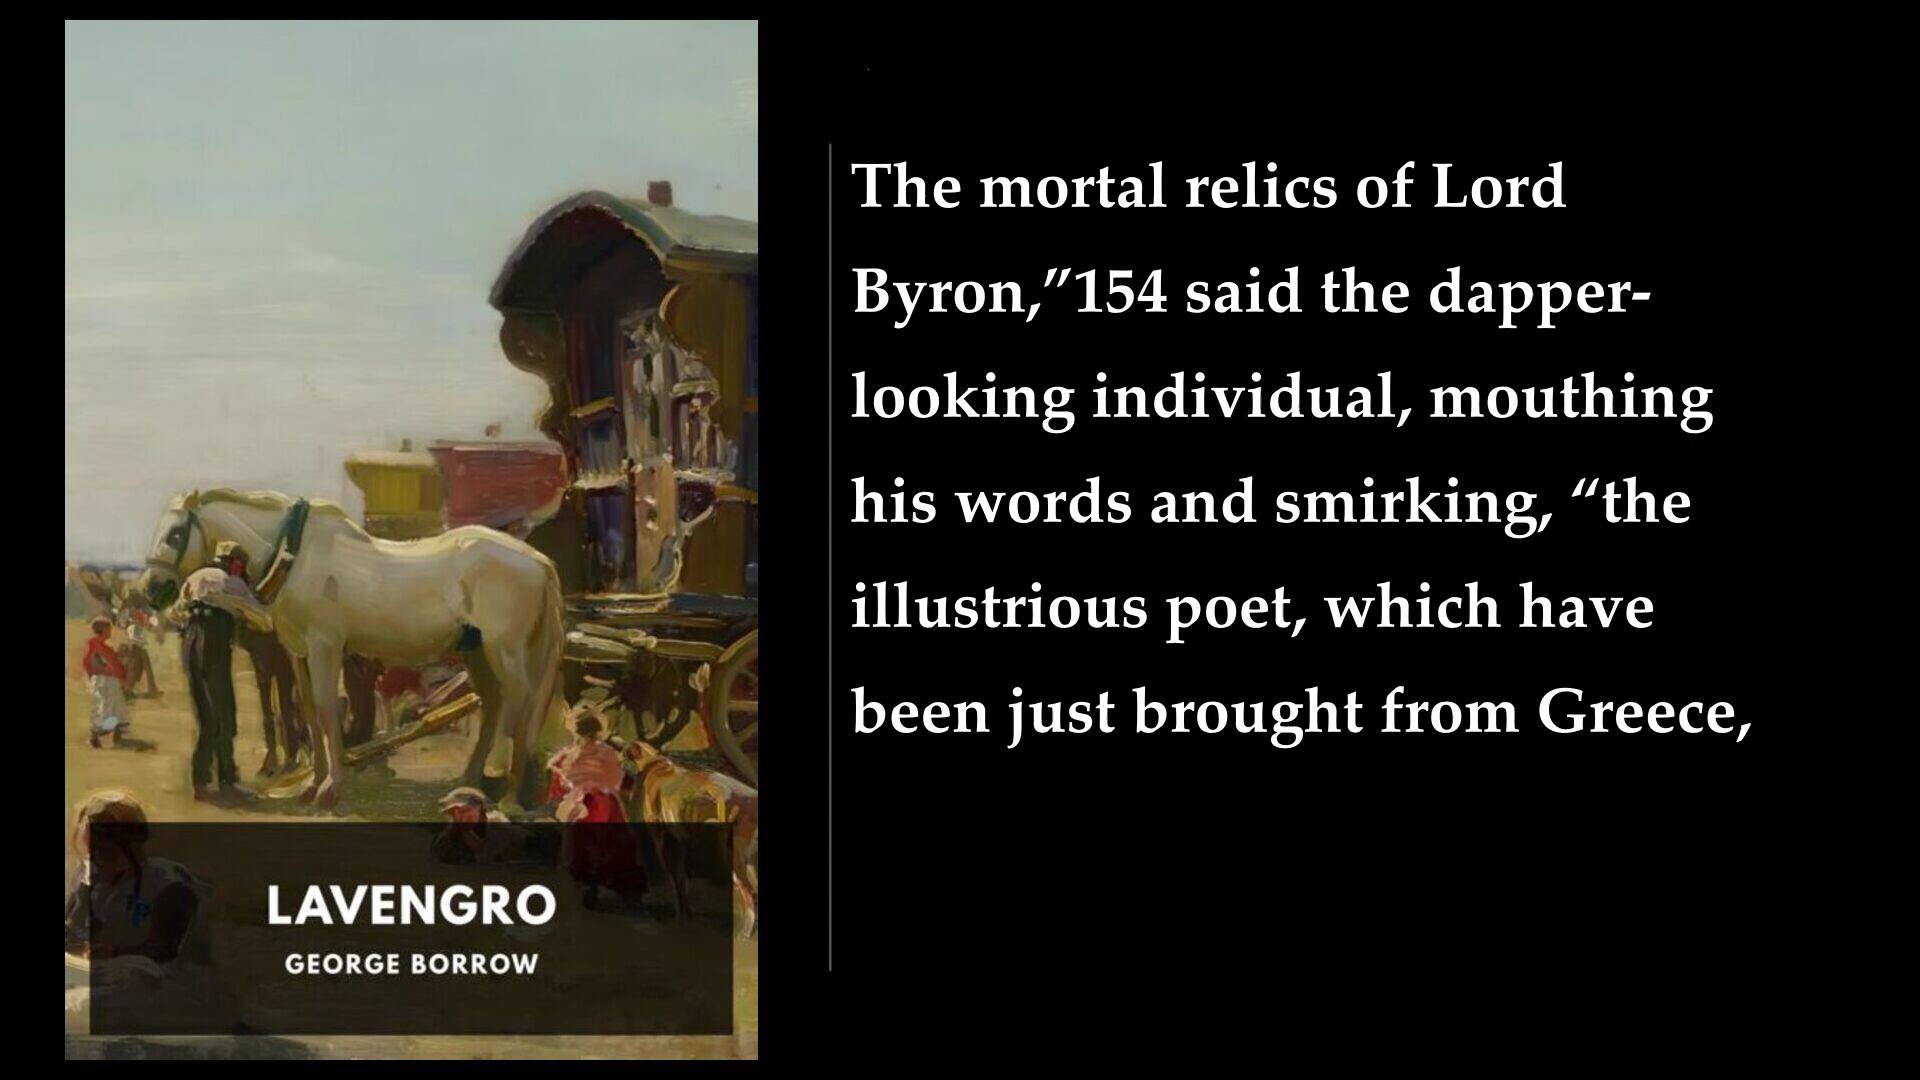 LAVENGRO
GEORGE BORROW
The mortal relics of Lord
Byron,”154 said the dapper-
looking individual, mouthing
his words and smirking, “the
illustrious poet, which have
been just brought from Greece,